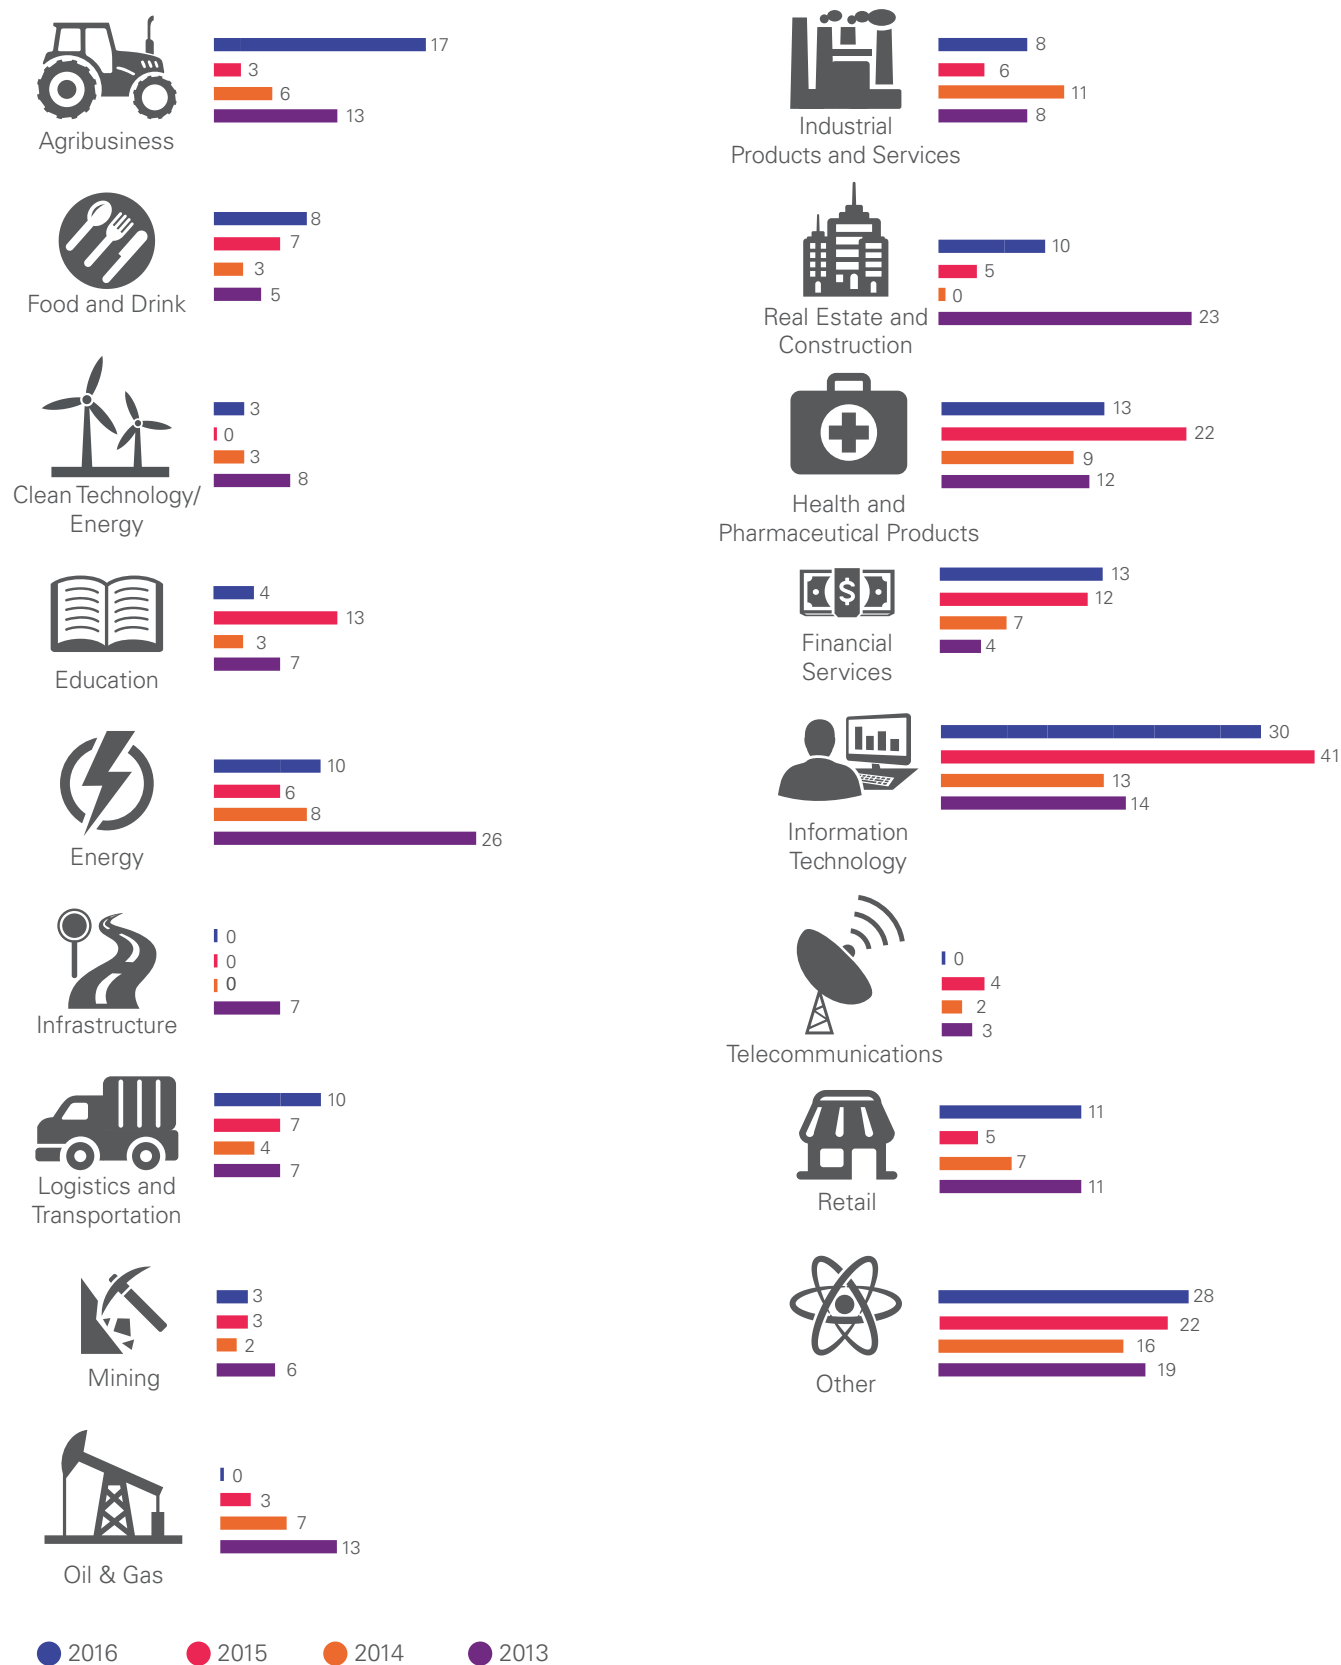 17
3
6
13
Agribusiness
8
7
3
5
Food and Drink
3
0
3
8
Clean Technology/
Energy
4
13
3
7
Education
10
6
8
26
Energy
0
0
0
7
Infrastructure
10
7
4
7
Logistics and
Transportation
3
3
2
6
Mining
0
3
7
13
Oil & Gas
8
6
11
8
Industrial
Products and Services
10
5
0
23
Real Estate and
Construction
13
22
9
12
Health and
Pharmaceutical Products
$
13
12
7
4
Financial
Services
30
41
13
14
Information
Technology
0
4
2
3
Telecommunications
11
5
7
11
Retail
28
22
16
19
Other
2016 2015 2014 2013